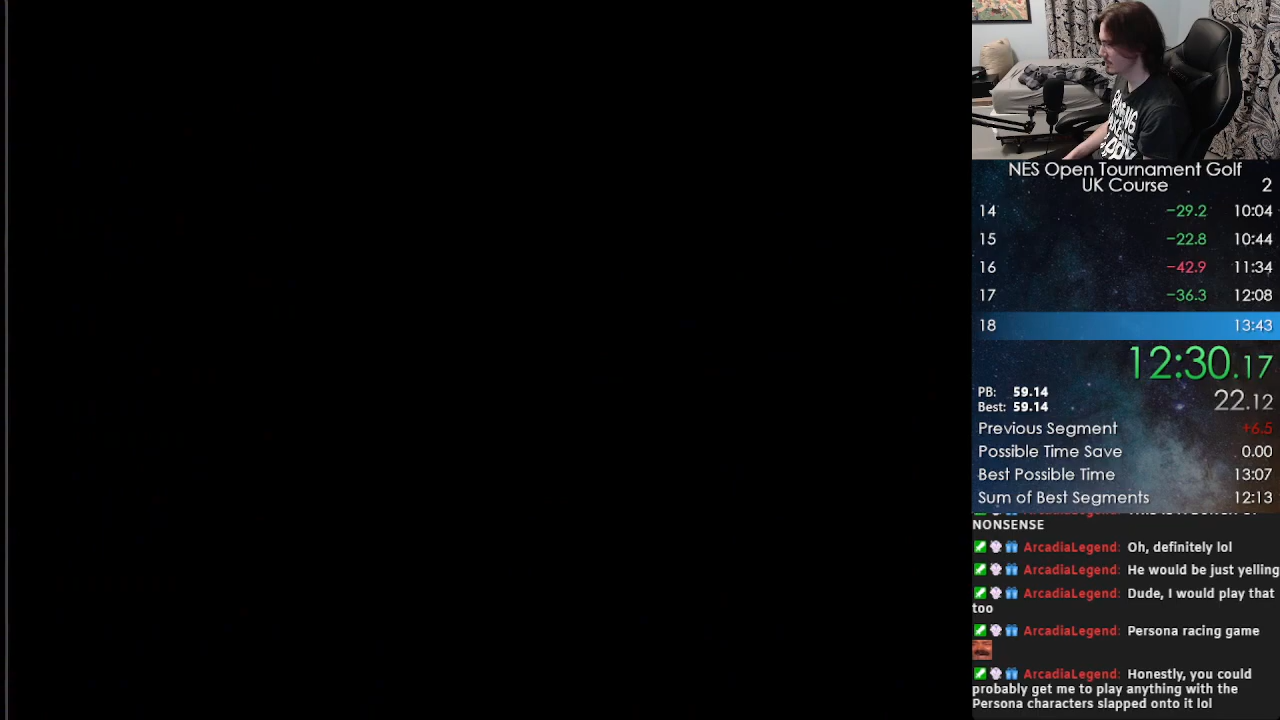 NES Open Tournament Golf
UK Course 2
14 -29.2 10:04
15 -22.8 10:44
16 -42.9 11:34
17 -36.3 12:08
18 13:43
12:30.17
PB: 59.14
Best: 59.14
22.12
Previous Segment +6.5
Possible Time Save 0.00
Best Possible Time 13:07
Sum of Best Segments 12:13
NONSENSE
ArcadiaLegend: Oh, definitely lol
ArcadiaLegend: He would be just yelling
ArcadiaLegend: Dude, I would play that
too
ArcadiaLegend: Persona racing game
ArcadiaLegend: Honestly, you could
probably get me to play anything with the
Persona characters slapped onto it lol